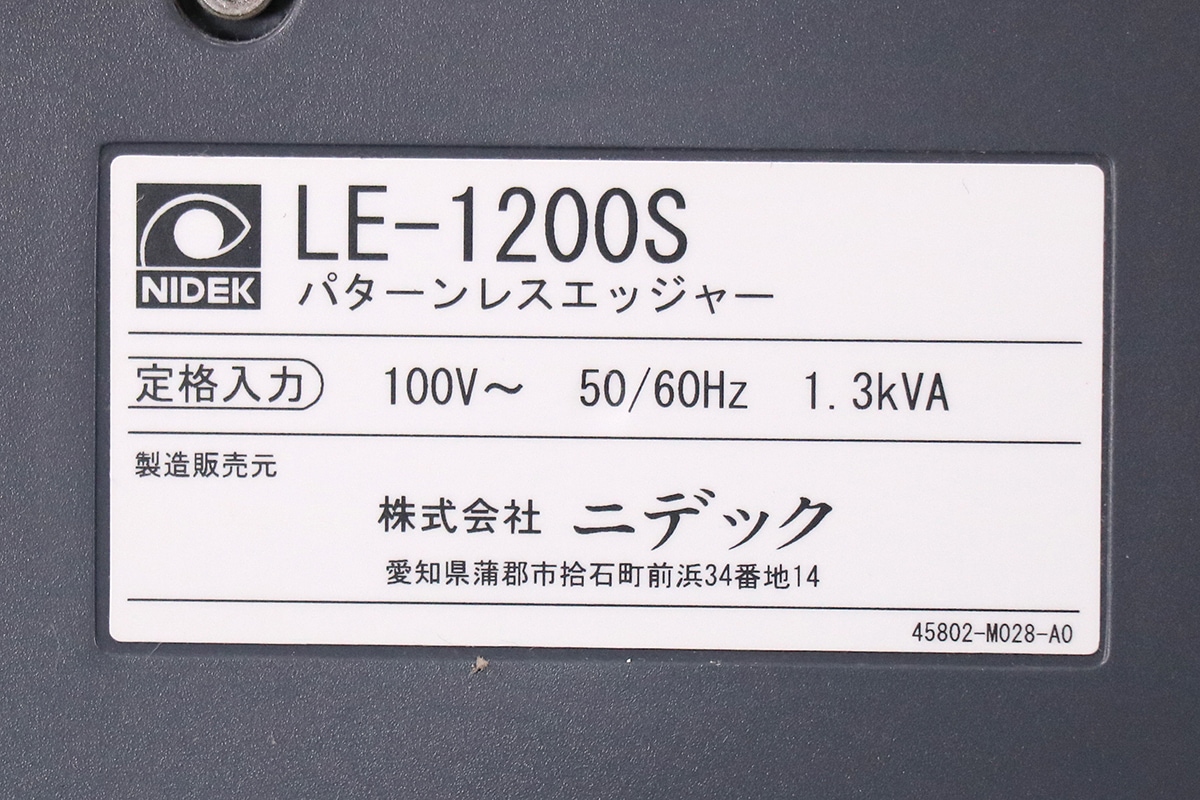 NIDEK
LE-1200S
パターンレスエッジャー
定格入力 100V～ 50/60Hz 1.3kVA
製造販売元
株式会社 ニデック
愛知県蒲郡市拾石町前浜34番地14
45802-M028-A0